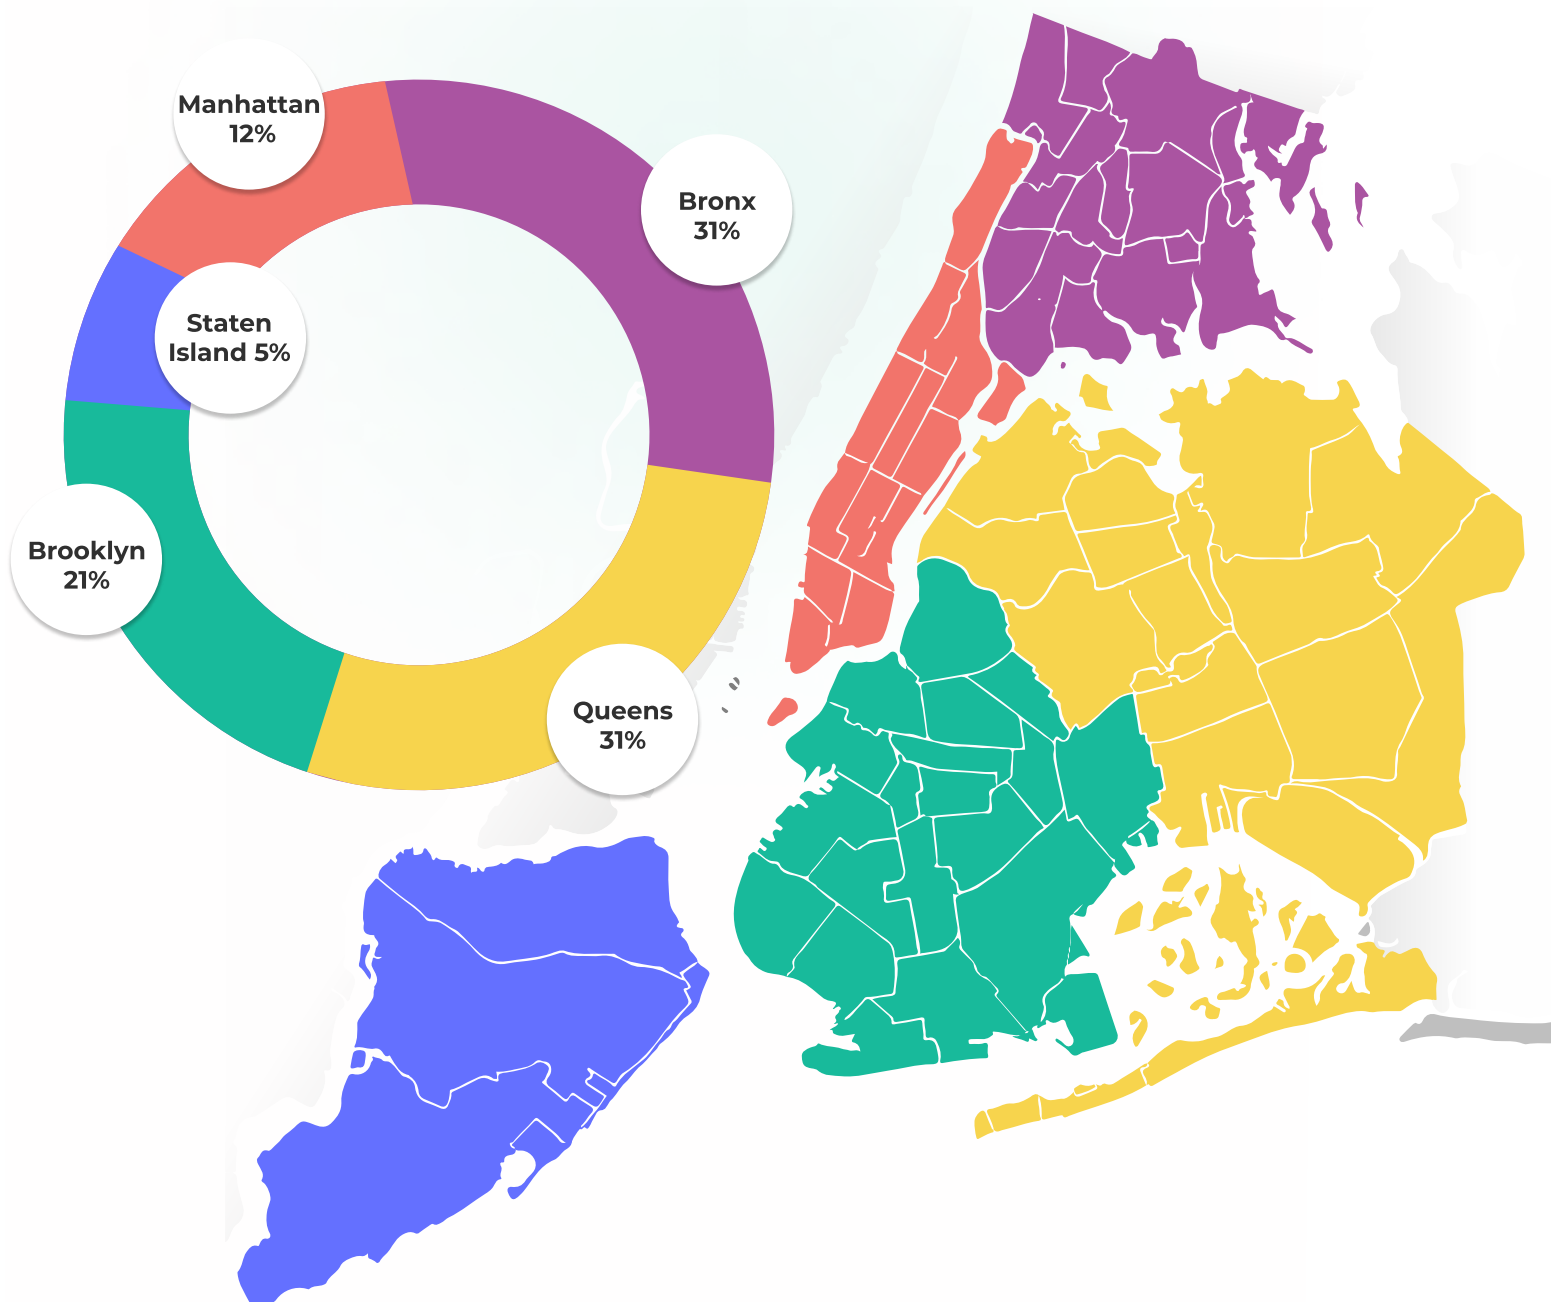 Manhattan
12%
Bronx
31%
Staten
Island 5%
Brooklyn
21%
Queens
31%